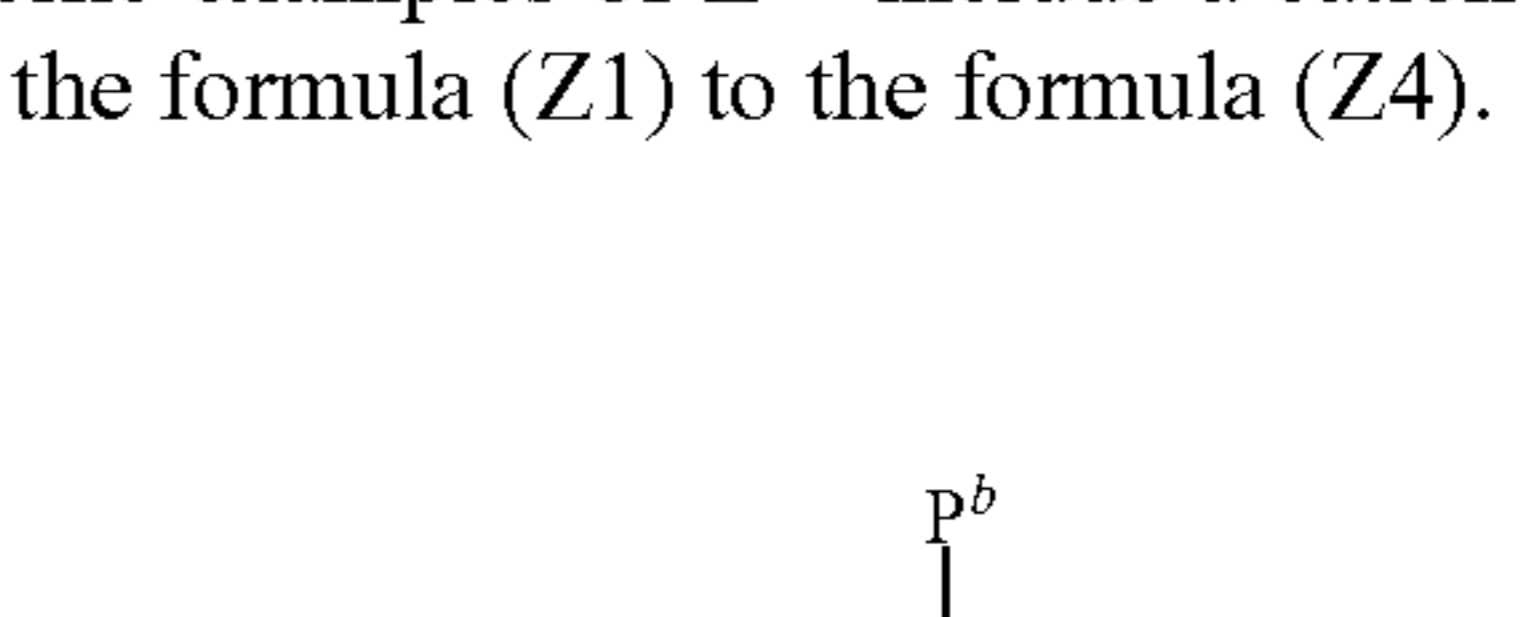 the formula (Z1) to the formula (Z4).
P^b